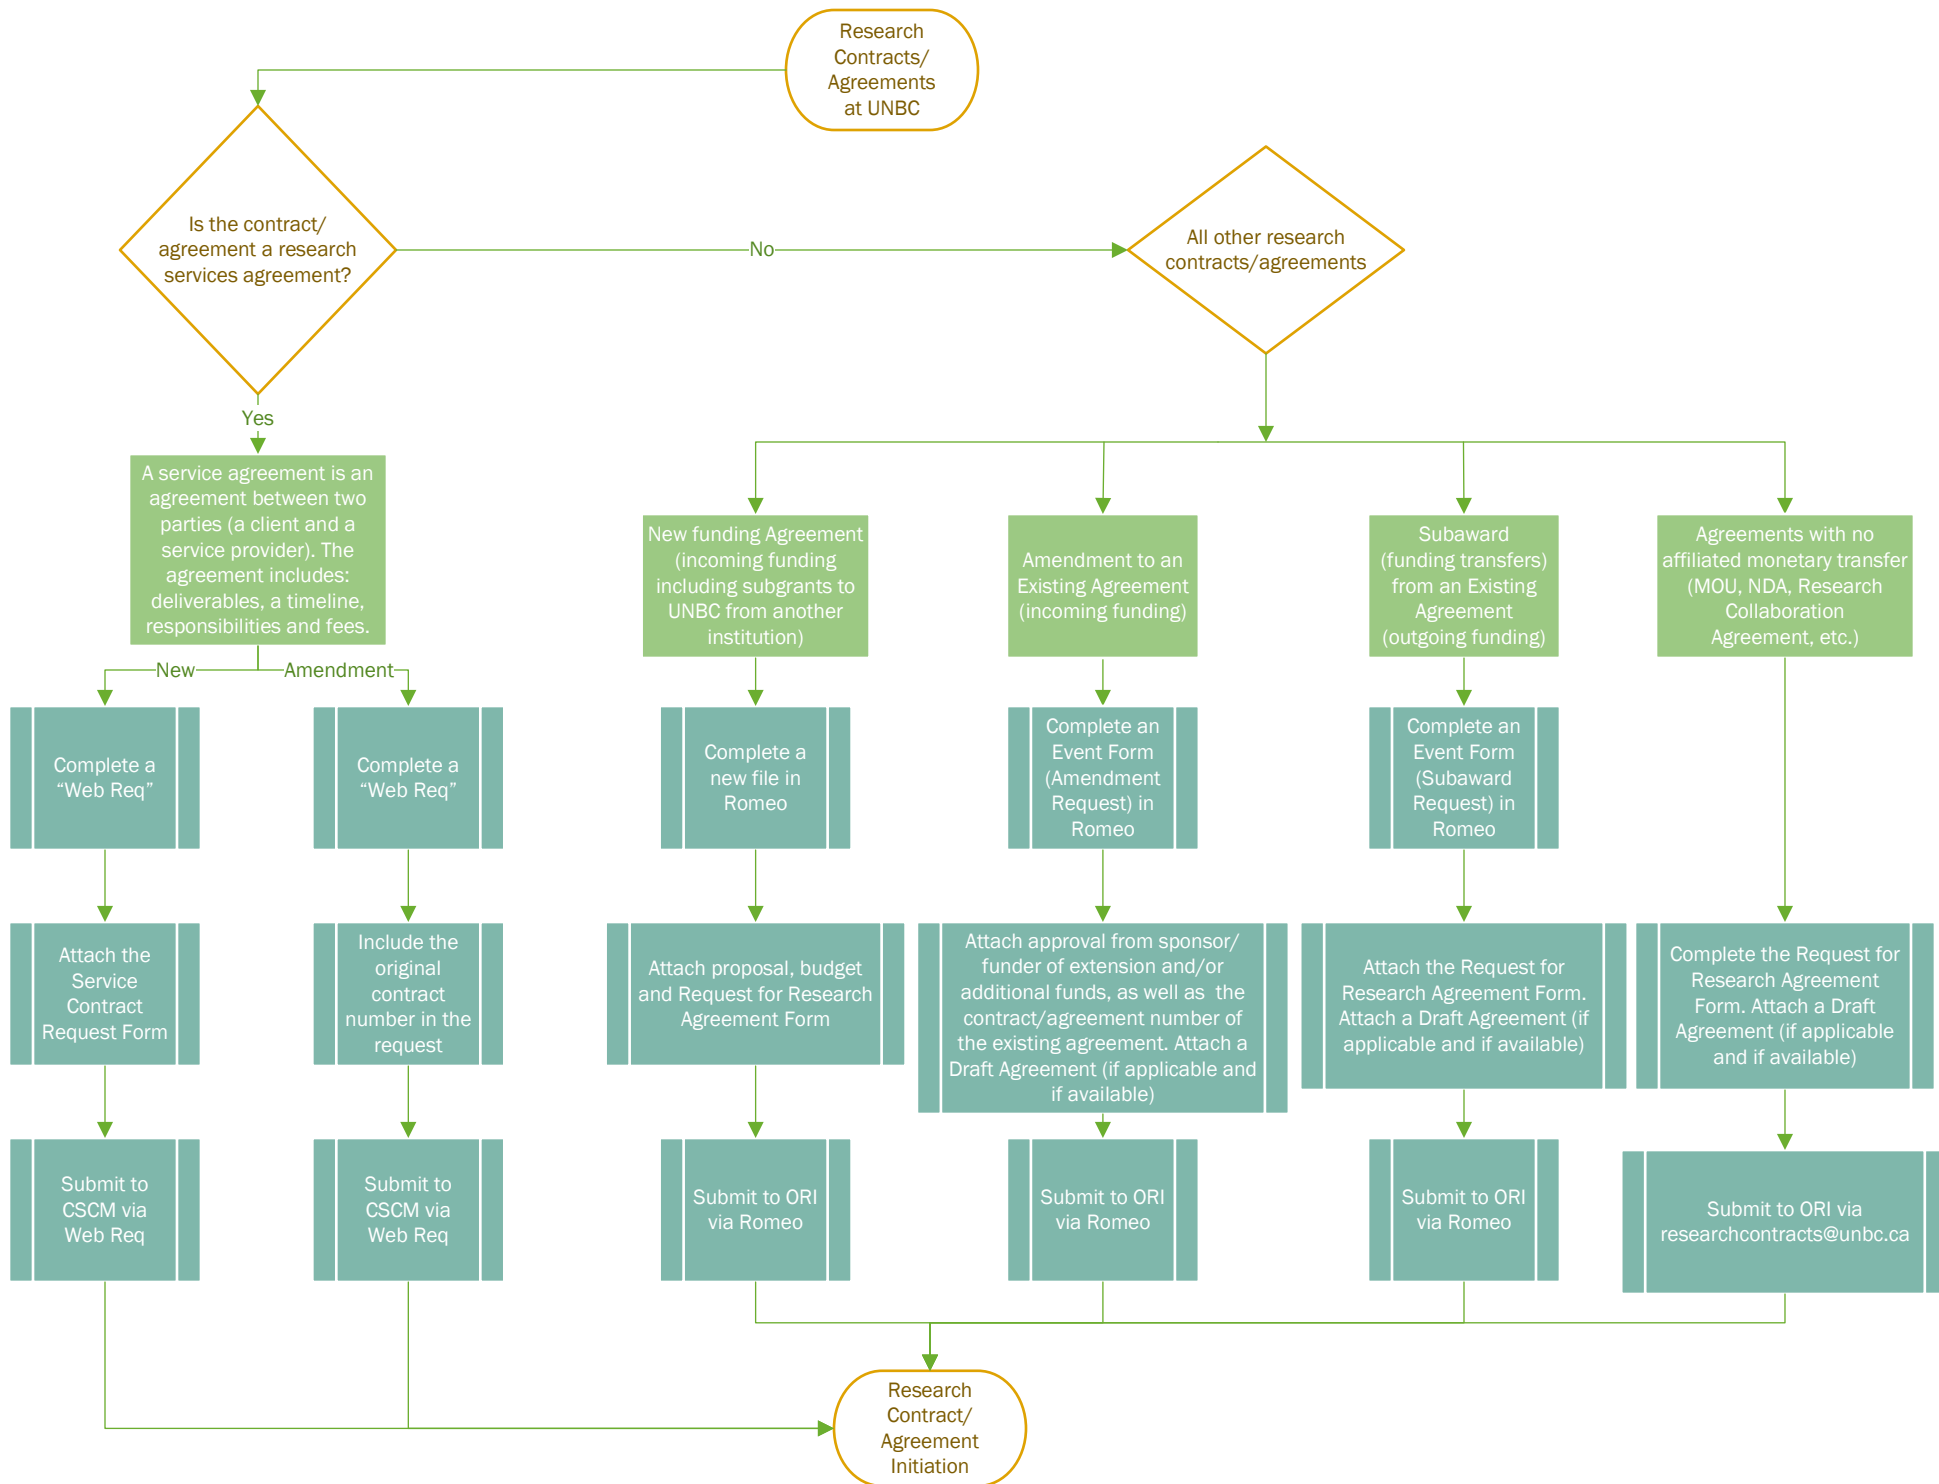 Research
Contracts/
Agreements
at UNBC
Is the contract/
agreement a research
services agreement?
No
All other research
contracts/agreements
Yes
A service agreement is an
agreement between two
parties (a client and a
service provider). The
agreement includes:
deliverables, a timeline,
responsibilities and fees.
New funding Agreement
(incoming funding
including subgrants to
UNBC from another
institution)
Amendment to an
Existing Agreement
(incoming funding)
Subaward
(funding transfers)
from an Existing
Agreement
(outgoing funding)
Agreements with no
affiliated monetary transfer
(MOU, NDA, Research
Collaboration
Agreement, etc.)
New
Amendment
Complete a
“Web Req”
Complete a
“Web Req”
Complete a
new file in
Romeo
Complete an
Event Form
(Amendment
Request) in
Romeo
Complete an
Event Form
(Subaward
Request) in
Romeo
Attach the
Service
Contract
Request Form
Include the
original
contract
number in the
request
Attach proposal, budget
and Request for Research
Agreement Form
Attach approval from sponsor/
funder of extension and/or
additional funds, as well as  the
contract/agreement number of
the existing agreement. Attach a
Draft Agreement (if applicable and
if available)
Attach the Request for
Research Agreement Form.
Attach a Draft Agreement (if
applicable and if available)
Complete the Request for
Research Agreement
Form. Attach a Draft
Agreement (if applicable
and if available)
Submit to
CSCM via
Web Req
Submit to
CSCM via
Web Req
Submit to ORI
via Romeo
Submit to ORI
via Romeo
Submit to ORI
via Romeo
Submit to ORI via
researchcontracts@unbc.ca
Research
Contract/
Agreement
Initiation